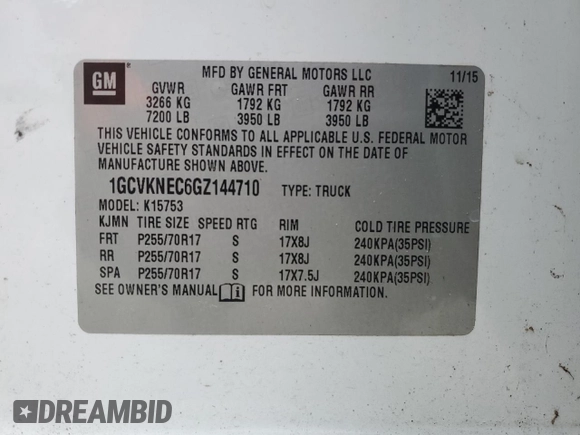 GM
MFD BY GENERAL MOTORS LLC 11/15
GVWR GAWR FRT GAWR RR
3266 KG 1792 KG 1792 KG
7200 LB 3950 LB 3950 LB
THIS VEHICLE CONFORMS TO ALL APPLICABLE U.S. FEDERAL MOTOR
VEHICLE SAFETY STANDARDS IN EFFECT ON THE DATE OF
MANUFACTURE SHOWN ABOVE.
1GCVKNEC6GZ144710 TYPE: TRUCK
MODEL: K15753
KJMN TIRE SIZE SPEED RTG RIM COLD TIRE PRESSURE
FRT P255/70R17 S 17X8J 240KPA(35PSI)
RR P255/70R17 S 17X8J 240KPA(35PSI)
SPA P255/70R17 S 17X7.5J 240KPA(35PSI)
SEE OWNER'S MANUAL FOR MORE INFORMATION.
DREAMBID